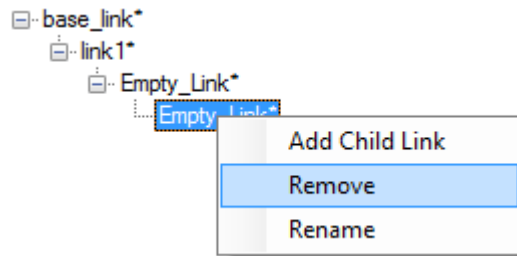 base_link*
link1*
Empty_Link*
Empty_Link*
Add Child Link
Remove
Rename